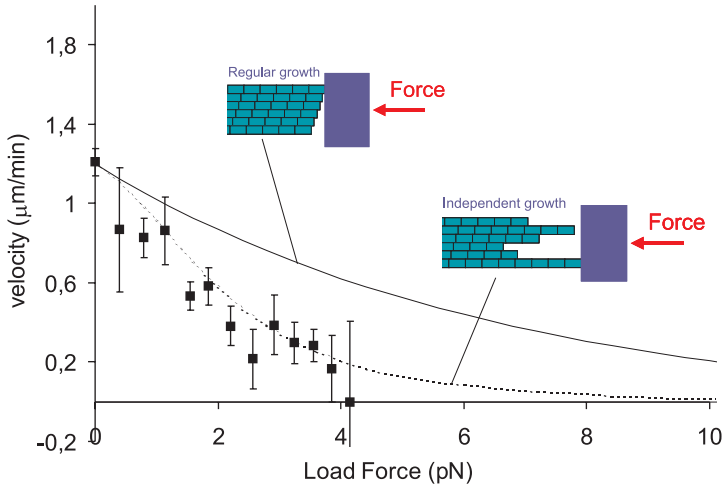 1,8
1,4
1
0,6
0,2
-0,2
velocity (μm/min)
Regular growth
Force
Independent growth
Force
0
2
4
6
8
10
Load Force (pN)